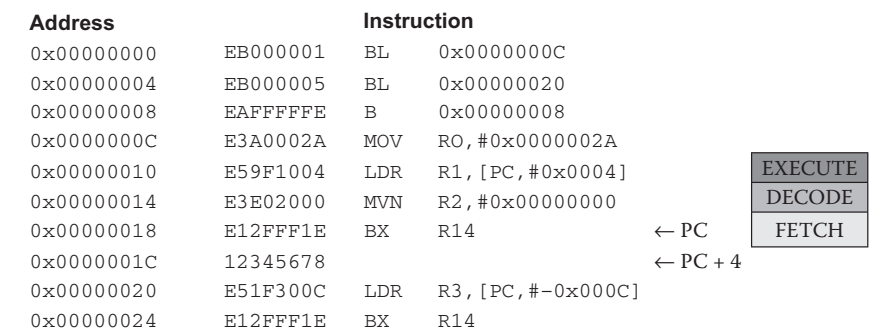 Address Instruction
0x00000000 EB000001 BL 0x0000000C
0x00000004 EB000005 BL 0x00000020
0x00000008 EAFFFFFE B 0x00000008
0x0000000C E3A0002A MOV RO,#0x0000002A
0x00000010 E59F1004 LDR R1,[PC,#0x0004] EXECUTE
0x00000014 E3E02000 MVN R2,#0x00000000 DECODE
0x00000018 E12FFF1E BX R14 ← PC FETCH
0x0000001C 12345678 ← PC + 4
0x00000020 E51F300C LDR R3,[PC,#−0x000C]
0x00000024 E12FFF1E BX R14